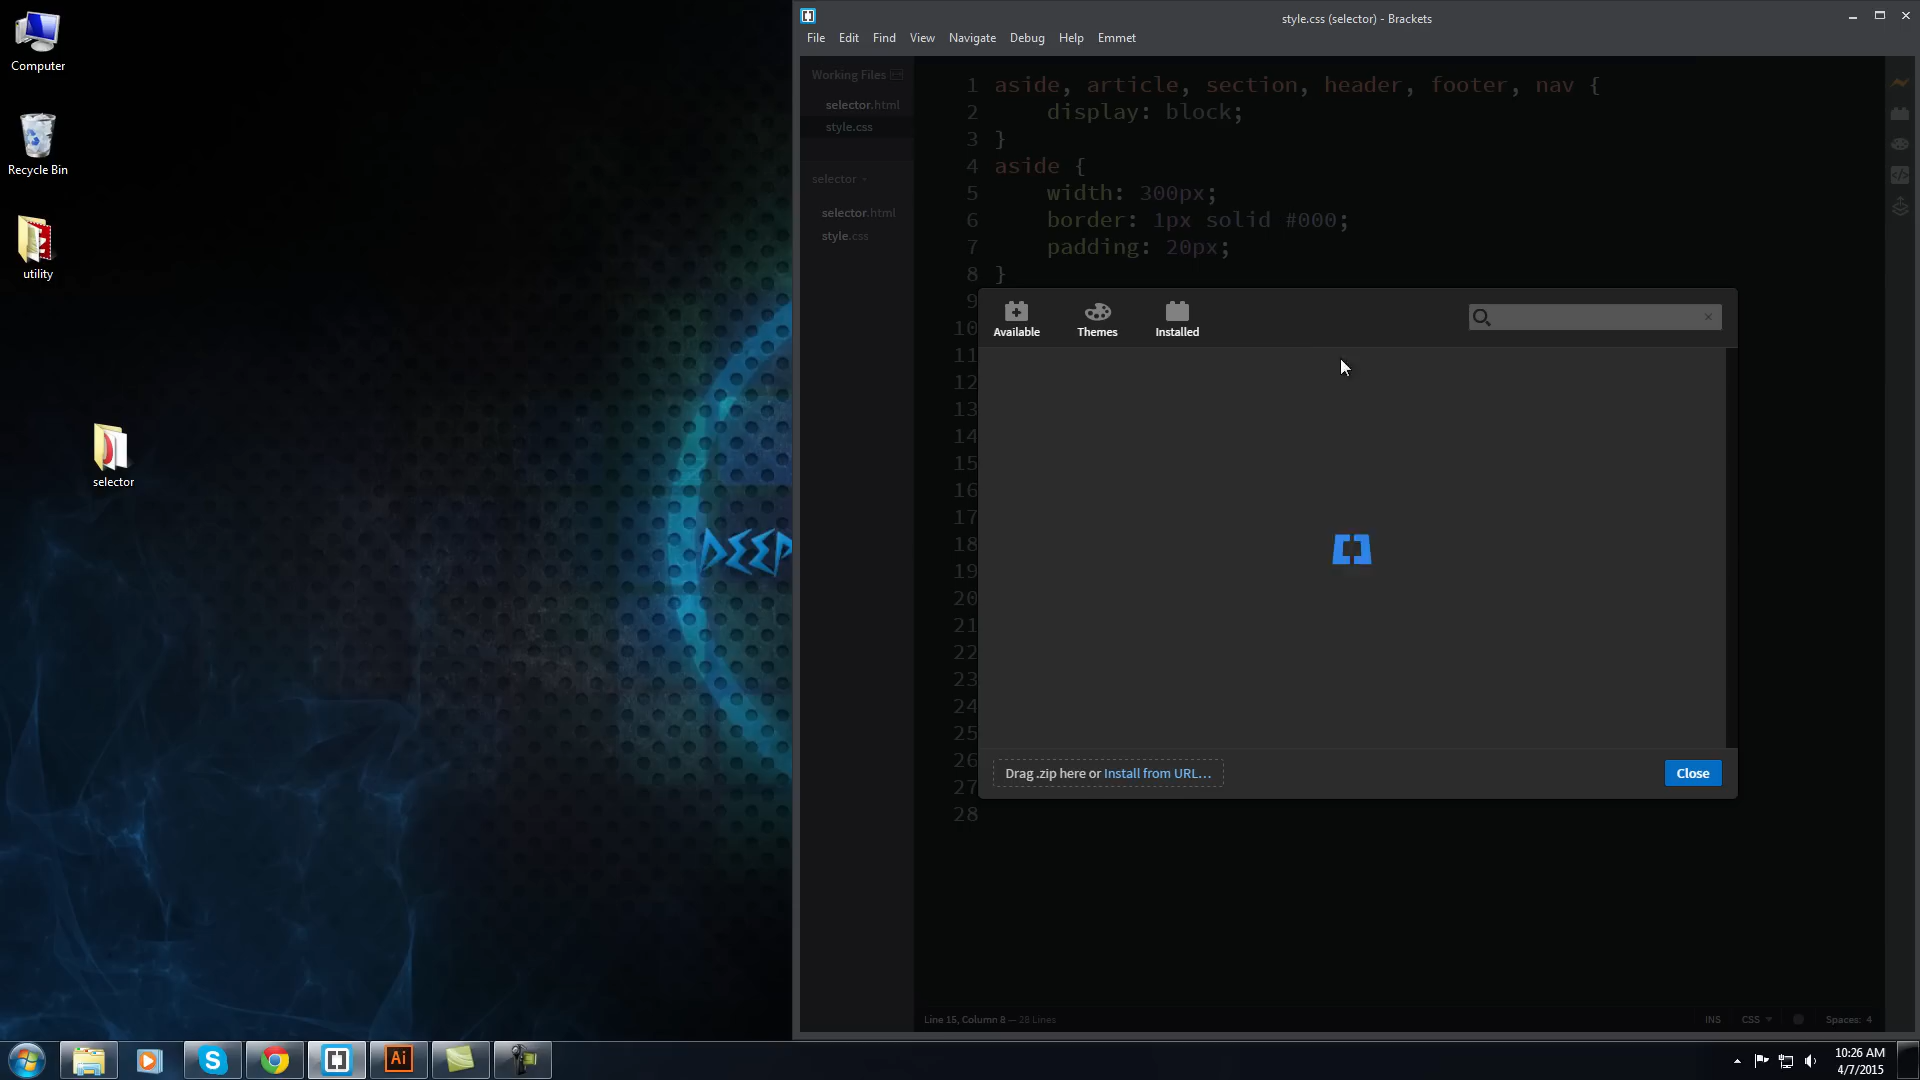 Computer
Recycle Bin
utility
selector
DEEP
style.css (selector) - Brackets
File Edit Find View Navigate Debug Help Emmet
Working Files
selector.html
style.css
selector
selector.html
style.css
1 aside, article, section, header, footer, nav {
2 display: block;
3 }
4 aside {
5 width: 300px;
6 border: 1px solid #000;
7 padding: 20px;
8 }
9
10
11
12
13
14
15
16
17
18
19
20
21
22
23
24
25
26
27
28
Available Themes Installed
Drag .zip here or Install from URL...
Close
Line 15, Column 8 — 28 Lines
INS CSS Spaces: 4
Ai
10:26 AM
4/7/2015